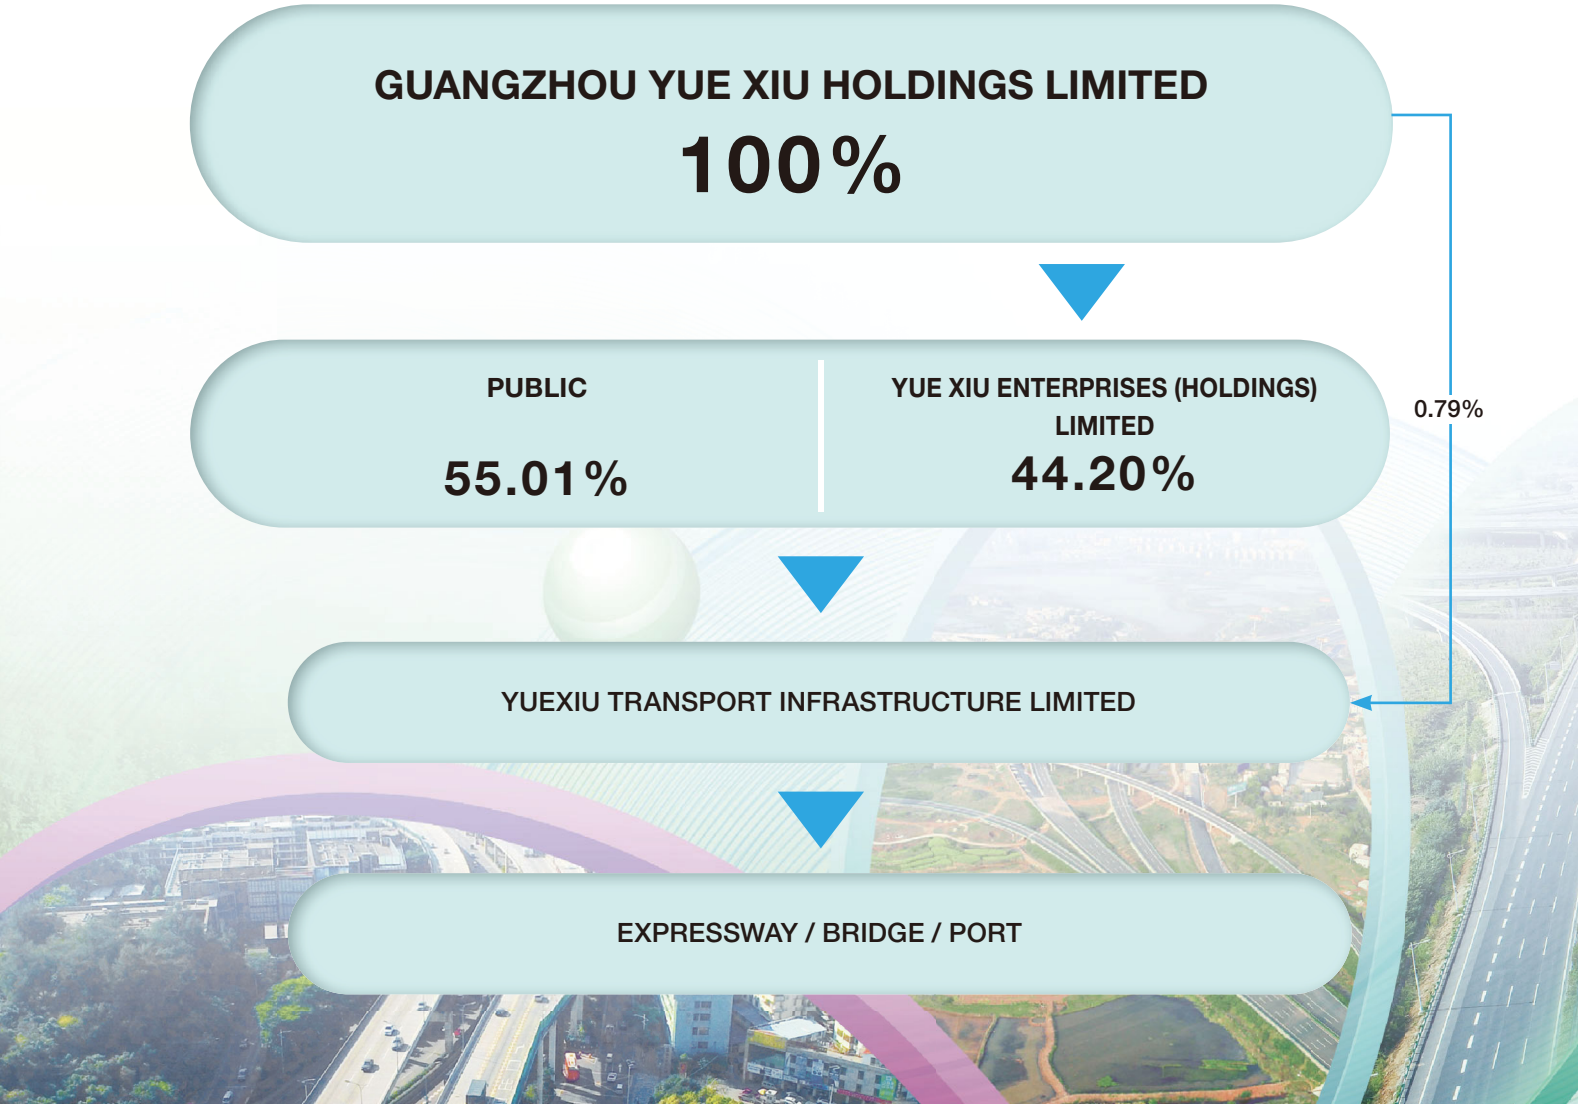 GUANGZHOU YUE XIU HOLDINGS LIMITED
100%
PUBLIC
55.01%
YUE XIU ENTERPRISES (HOLDINGS)
LIMITED
44.20%
0.79%
YUEXIU TRANSPORT INFRASTRUCTURE LIMITED
EXPRESSWAY / BRIDGE / PORT